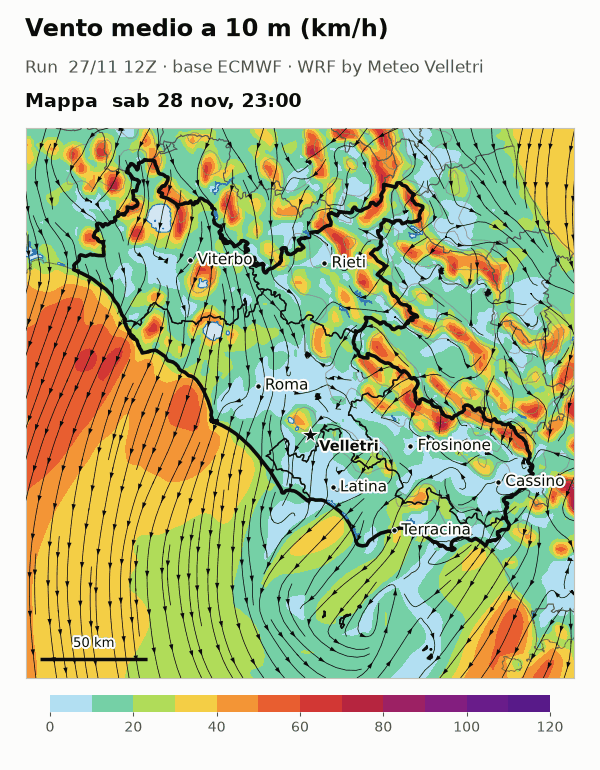 Vento medio a 10 m (km/h)
Run  27/11 12Z · base ECMWF · WRF by Meteo Velletri
Mappa  sab 28 nov, 23:00
Viterbo
Rieti
Roma
Velletri
Frosinone
Cassino
Latina
Terracina
50 km
0 20 40 60 80 100 120